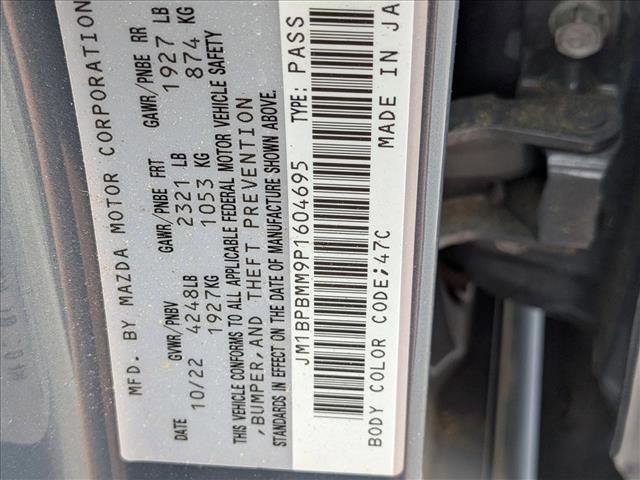 MFD. BY MAZDA MOTOR CORPORATION
DATE GVWR/PNBV GAWR/PNBE FRT GAWR/PNBE RR
10/22 4248LB 2321 LB 1927 LB
1927KG 1053 KG 874 KG
THIS VEHICLE CONFORMS TO ALL APPLICABLE FEDERAL MOTOR VEHICLE SAFETY
,BUMPER,AND THEFT PREVENTION
STANDARDS IN EFFECT ON THE DATE OF MANUFACTURE SHOWN ABOVE.
JM1BPBMM9P1604695 TYPE: PASS
BODY COLOR CODE;47C MADE IN JA